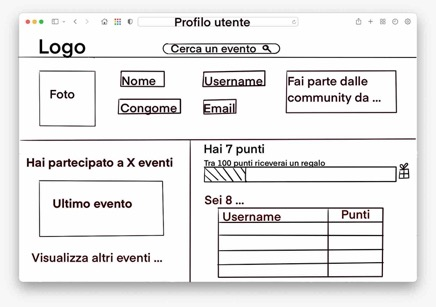 Profilo utente
Logo
Cerca un evento
Foto
Nome
Username
Congome
Email
Fai parte dalle
community da ...
Hai partecipato a X eventi
Ultimo evento
Visualizza altri eventi ...
Hai 7 punti
Tra 100 punti riceverai un regalo
Sei 8 ...
Username
Punti